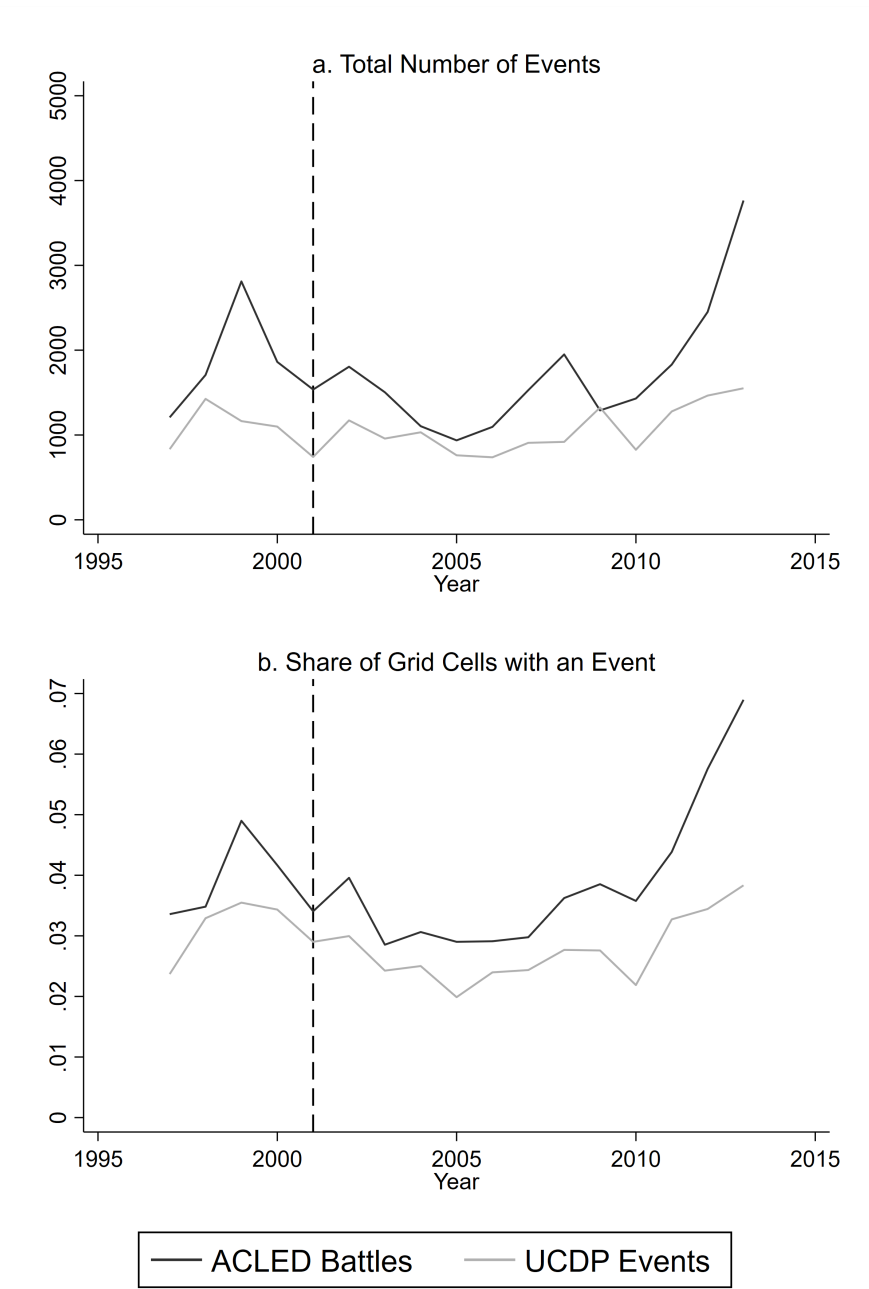 a. Total Number of Events
5000
4000
3000
2000
1000
0
1995 2000 2005 2010 2015
Year
b. Share of Grid Cells with an Event
.07
.06
.05
.04
.03
.02
.01
0
1995 2000 2005 2010 2015
Year
ACLED Battles UCDP Events